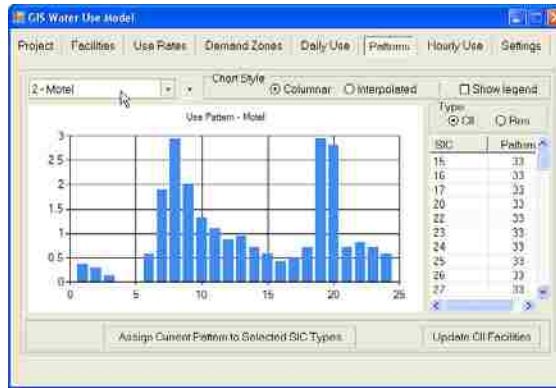 GIS Water Use Model
Project Facilities Use Rates Demand Zones Daily Use Patterns Hourly Use Settings
2 - Motel
Chart Style
Columnar Interpolated
Show legend
Use Pattern - Motel
Type
CII Res
3
2.5
2
1.5
1
0.5
0
0 5 10 15 20 25
SIC Pattern
15 33
16 33
17 33
20 33
22 33
23 33
24 33
25 33
26 33
27 33
Assign Current Pattern to Selected SIC Types
Update CII Facilities